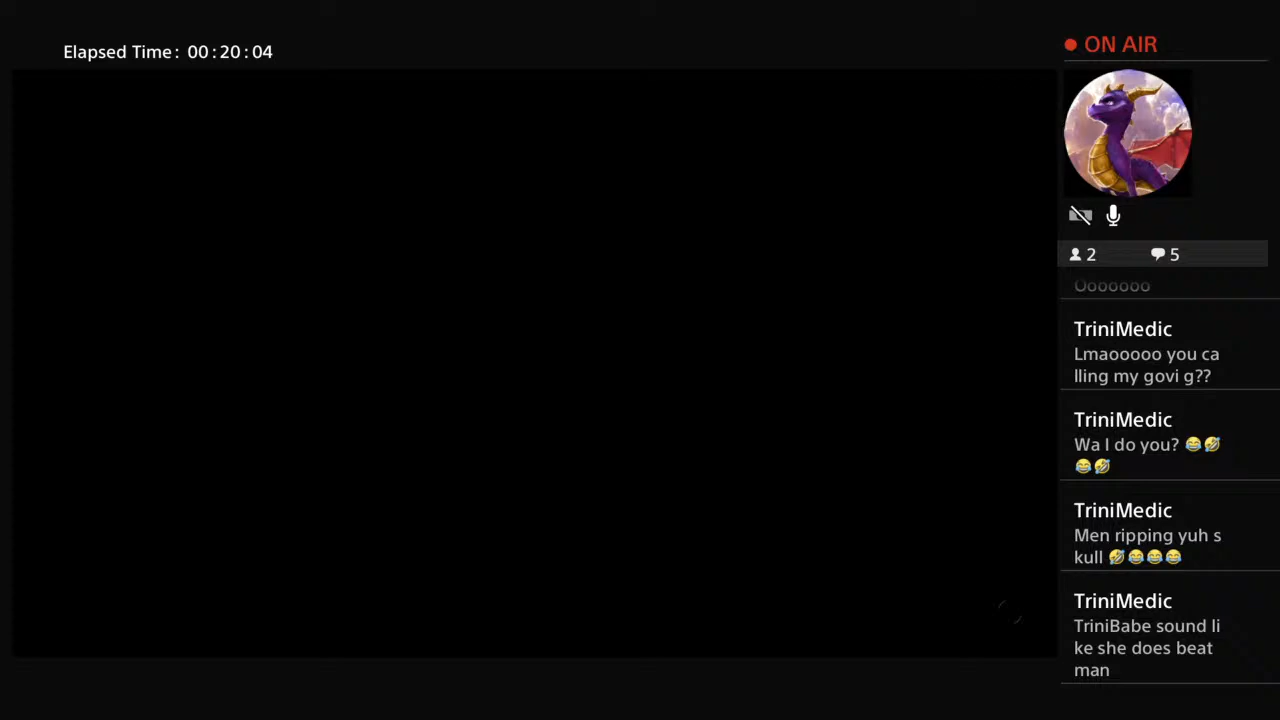 Elapsed Time: 00:20:04
ON AIR
2 5
Ooooooo
TriniMedic
Lmaooooo you ca
lling my govi g??
TriniMedic
Wa I do you? 😂🤣
😂🤣
TriniMedic
Men ripping yuh s
kull 🤣😂😂😂
TriniMedic
TriniBabe sound li
ke she does beat
man